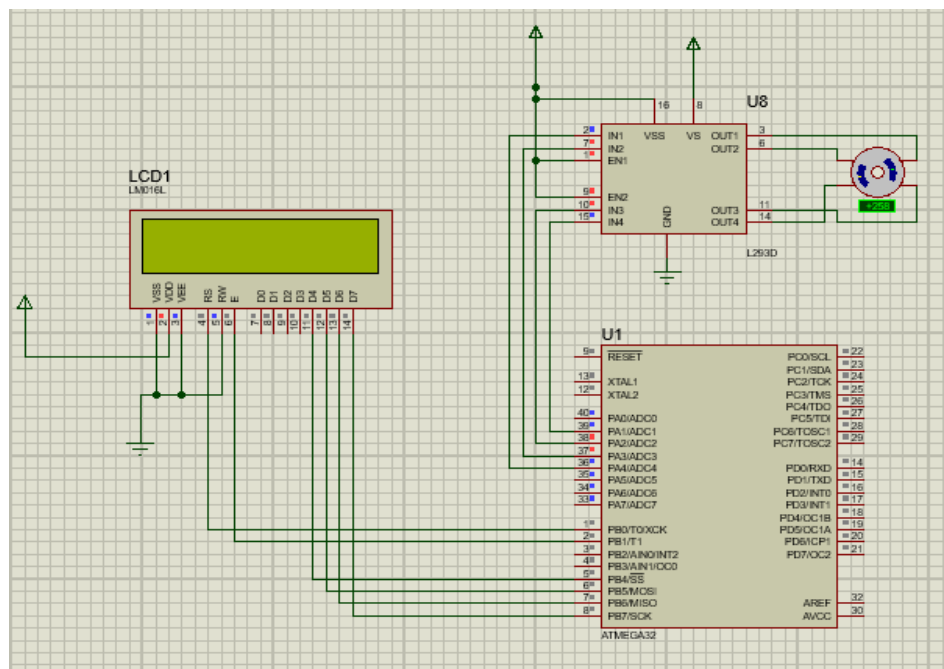 LCD1
LM016L
VSS
VDD
VEE
RS
RW
E
D0
D1
D2
D3
D4
D5
D6
D7
1
2
3
4
5
6
7
8
9
10
11
12
13
14
U8
16 8
2 IN1 VSS VS OUT1 3
7 IN2 OUT2 6
1 EN1
9 EN2
10 IN3 OUT3 11
15 IN4 GND OUT4 14
L293D
U1
9 RESET PC0/SCL 22
PC1/SDA 23
13 XTAL1 PC2/TCK 24
12 XTAL2 PC3/TMS 25
PC4/TDO 26
40 PA0/ADC0 PC5/TDI 27
39 PA1/ADC1 PC6/TOSC1 28
38 PA2/ADC2 PC7/TOSC2 29
37 PA3/ADC3
36 PA4/ADC4 PD0/RXD 14
35 PA5/ADC5 PD1/TXD 15
34 PA6/ADC6 PD2/INT0 16
33 PA7/ADC7 PD3/INT1 17
PD4/OC1B 18
1 PB0/T0/XCK PD5/OC1A 19
2 PB1/T1 PD6/ICP1 20
3 PB2/AIN0/INT2 PD7/OC2 21
4 PB3/AIN1/OC0
5 PB4/SS
6 PB5/MOSI
7 PB6/MISO AREF 32
8 PB7/SCK AVCC 30
ATMEGA32